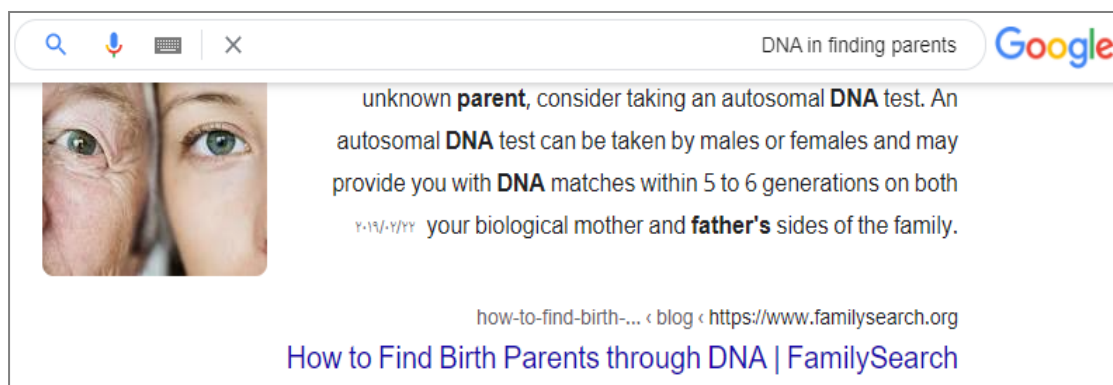 DNA in finding parents
Google
unknown parent, consider taking an autosomal DNA test. An
autosomal DNA test can be taken by males or females and may
provide you with DNA matches within 5 to 6 generations on both
your biological mother and father's sides of the family. ٢٠١٩/٠٢/٢٢
https://www.familysearch.org › blog › how-to-find-birth-...
How to Find Birth Parents through DNA | FamilySearch